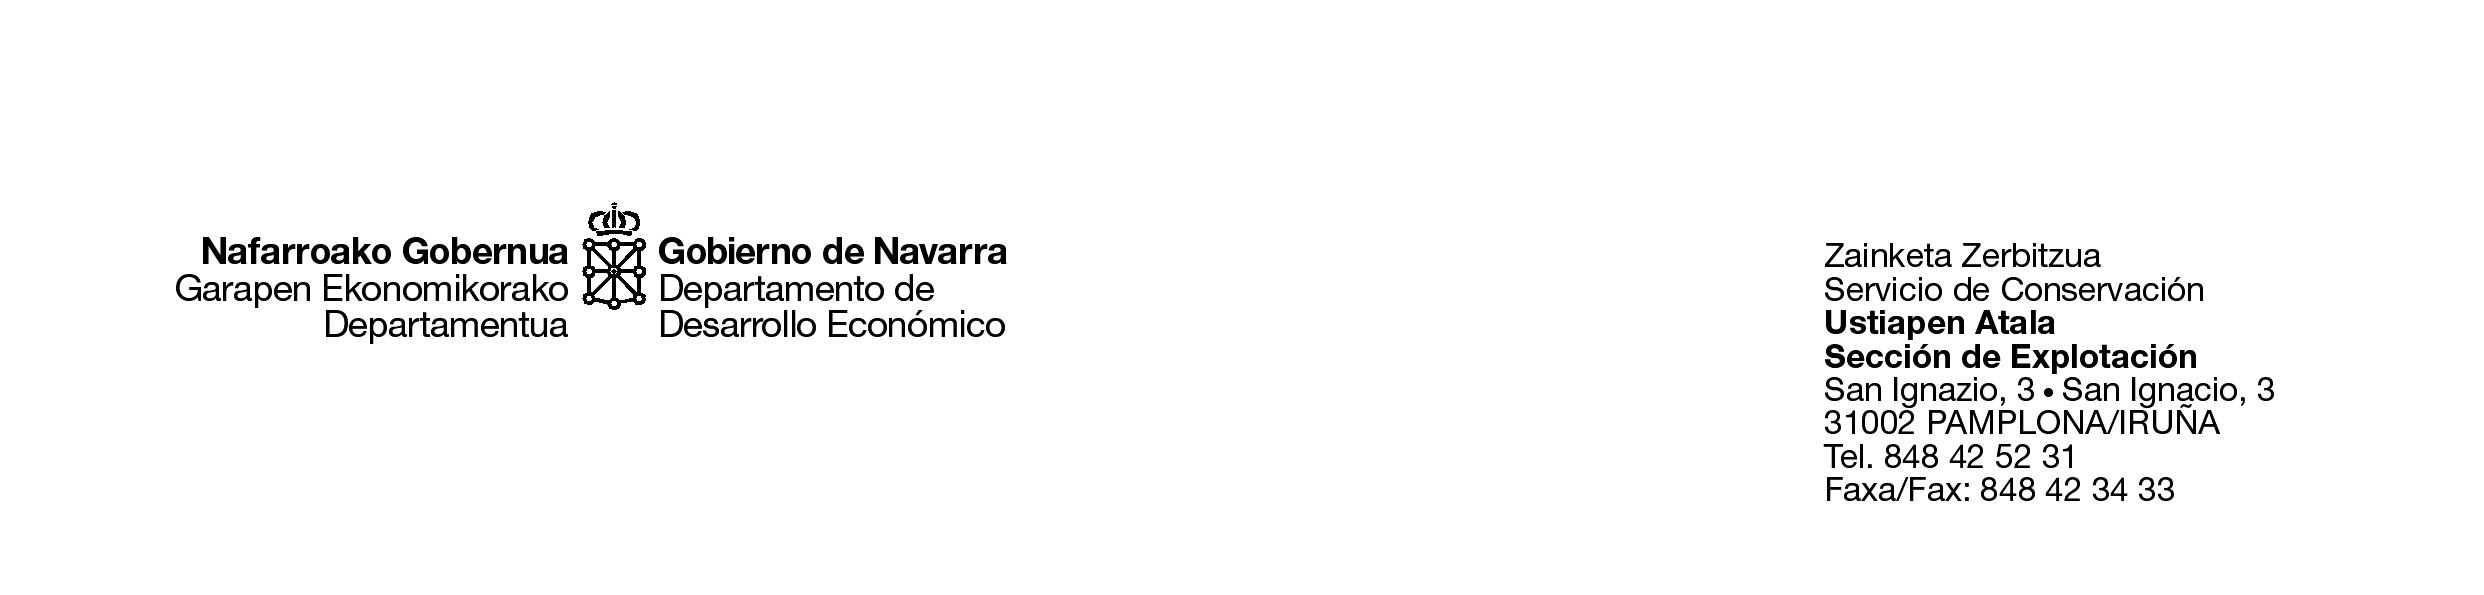 Nafarroako Gobernua
Garapen Ekonomikorako
Departamentua
Gobierno de Navarra
Departamento de
Desarrollo Económico
Zainketa Zerbitzua
Servicio de Conservación
Ustiapen Atala
Sección de Explotación
San Ignazio, 3 • San Ignacio, 3
31002 PAMPLONA/IRUÑA
Tel. 848 42 52 31
Faxa/Fax: 848 42 34 33